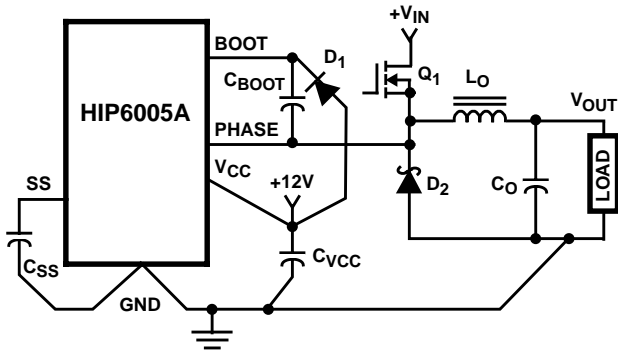 +VIN
BOOT
D1
CBOOT
Q1
LO
HIP6005A
VOUT
PHASE
VCC
+12V
SS
D2
CO
LOAD
CSS
CVCC
GND